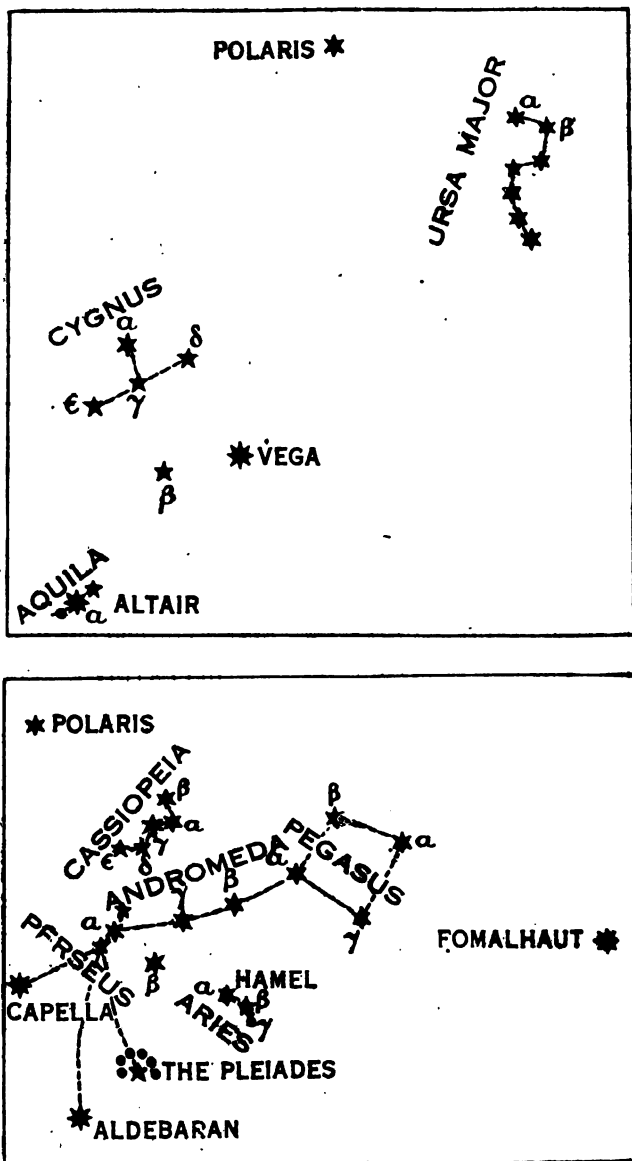 POLARIS
URSA MAJOR
α
β
CYGNUS
α
δ
ε
γ
VEGA
β
AQUILA
α
ALTAIR
POLARIS
CASSIOPEIA
β
α
γ
δ
ε
ANDROMEDA
α
β
γ
PEGASUS
β
α
γ
FOMALHAUT
PERSEUS
α
β
CAPELLA
HAMEL
α
β
γ
ARIES
THE PLEIADES
ALDEBARAN